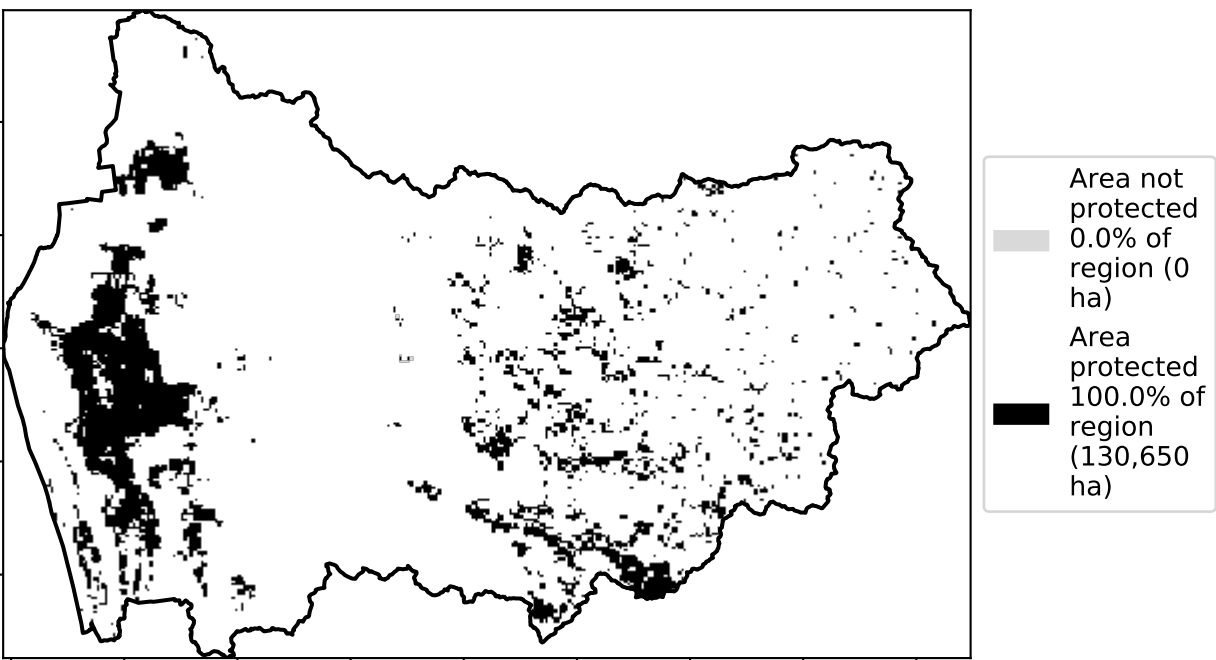 Area not
protected
0.0% of
region (0
ha)
Area
protected
100.0% of
region
(130,650
ha)